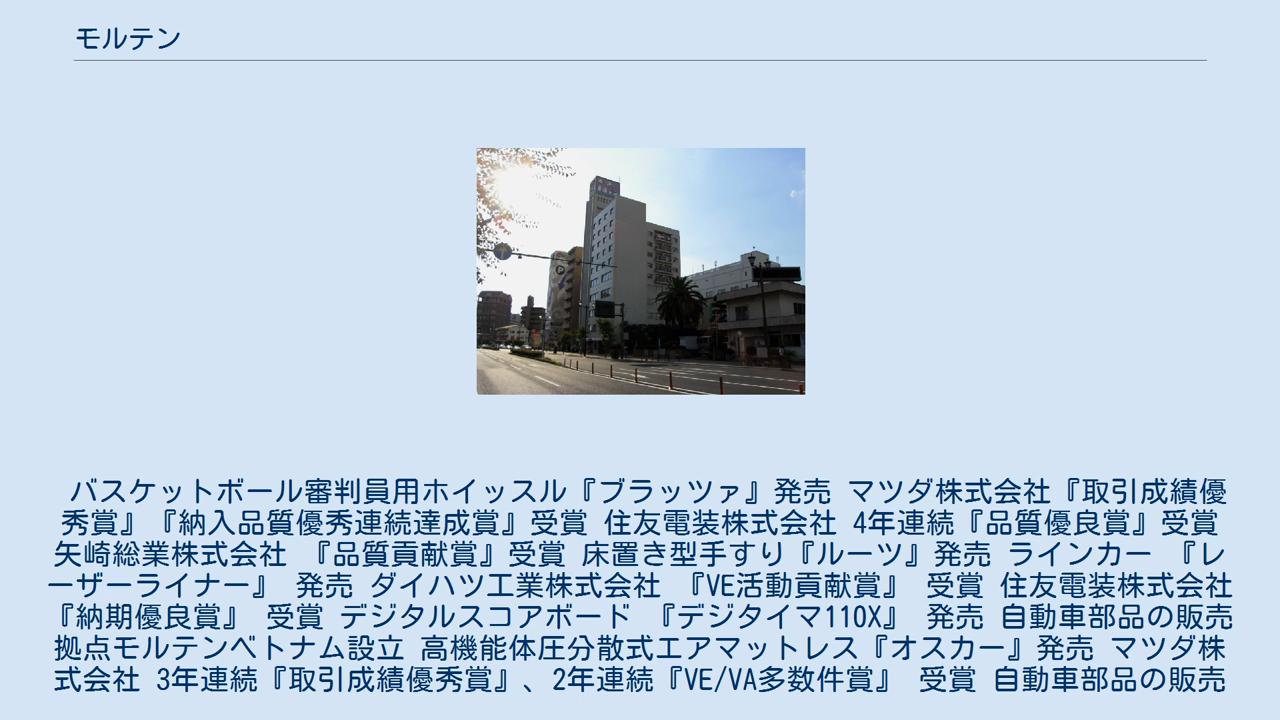 モルテン
バスケットボール審判員用ホイッスル『ブラッツァ』発売 マツダ株式会社『取引成績優
秀賞』『納入品質優秀連続達成賞』受賞 住友電装株式会社 4年連続『品質優良賞』受賞
矢崎総業株式会社 『品質貢献賞』受賞 床置き型手すり『ルーツ』発売 ラインカー 『レ
ーザーライナー』 発売 ダイハツ工業株式会社 『VE活動貢献賞』 受賞 住友電装株式会社
『納期優良賞』 受賞 デジタルスコアボード 『デジタイマ110X』 発売 自動車部品の販売
拠点モルテンベトナム設立 高機能体圧分散式エアマットレス『オスカー』発売 マツダ株
式会社 3年連続『取引成績優秀賞』、2年連続『VE/VA多数件賞』 受賞 自動車部品の販売